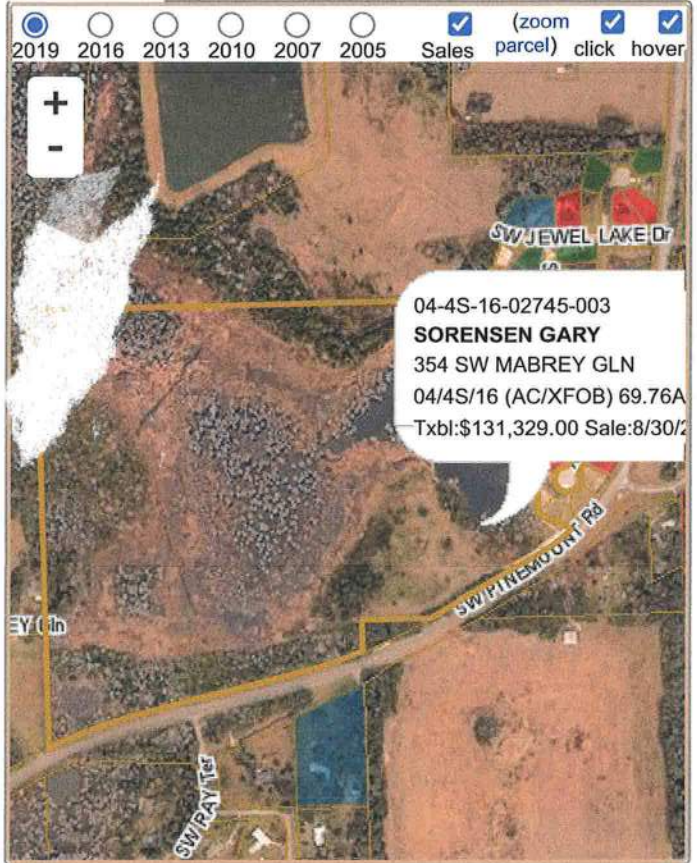 2019 2016 2013 2010 2007 2005 Sales (zoom parcel) click hover
+
-
SW JEWEL LAKE Dr
S
04-4S-16-02745-003
SORENSEN GARY
354 SW MABREY GLN
04/4S/16 (AC/XFOB) 69.76A
Txbl:$131,329.00 Sale:8/30/2
SW PINEMOUNT Rd
EY Gln
SW RAY Ter